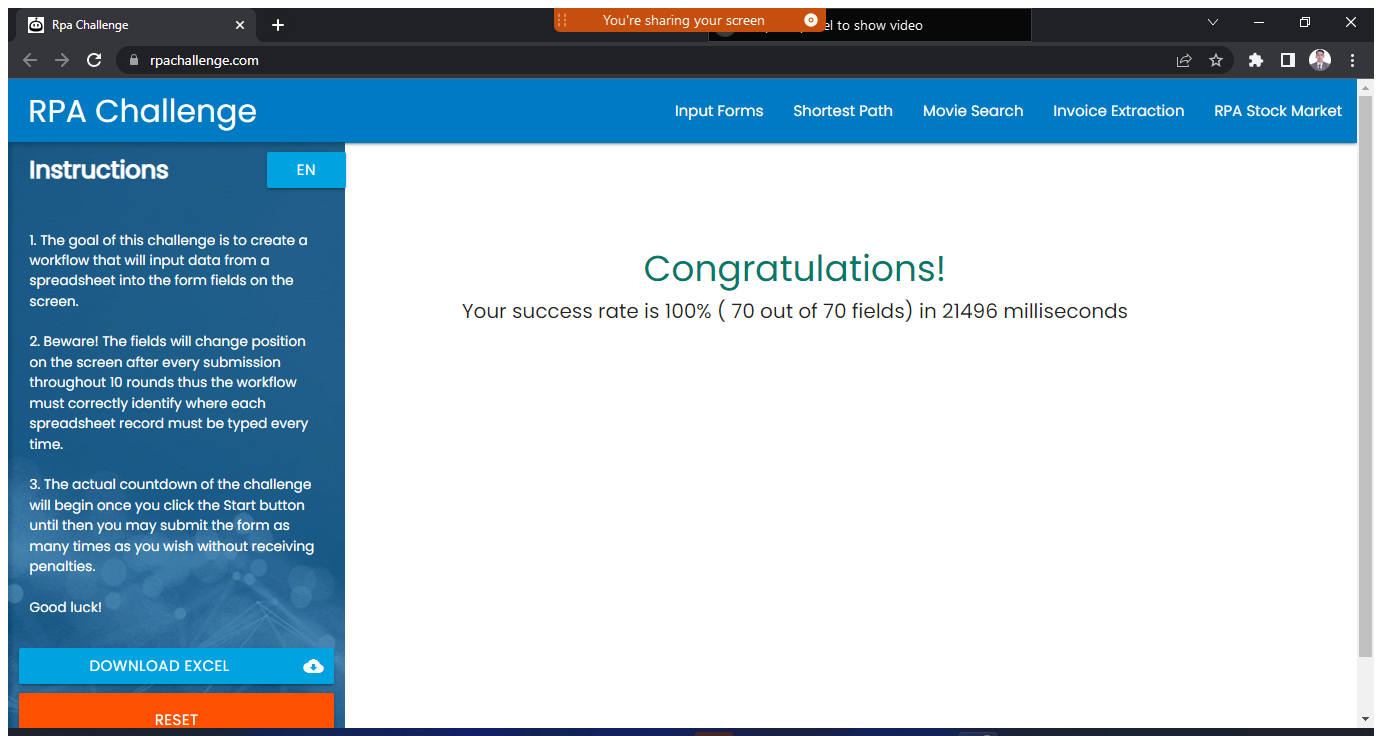 Rpa Challenge
You're sharing your screen
to show video
rpachallenge.com
RPA Challenge
Input Forms
Shortest Path
Movie Search
Invoice Extraction
RPA Stock Market
Instructions
EN
1. The goal of this challenge is to create a
workflow that will input data from a
spreadsheet into the form fields on the
screen.
2. Beware! The fields will change position
on the screen after every submission
throughout 10 rounds thus the workflow
must correctly identify where each
spreadsheet record must be typed every
time.
3. The actual countdown of the challenge
will begin once you click the Start button
until then you may submit the form as
many times as you wish without receiving
penalties.
Good luck!
DOWNLOAD EXCEL
RESET
Congratulations!
Your success rate is 100% ( 70 out of 70 fields) in 21496 milliseconds